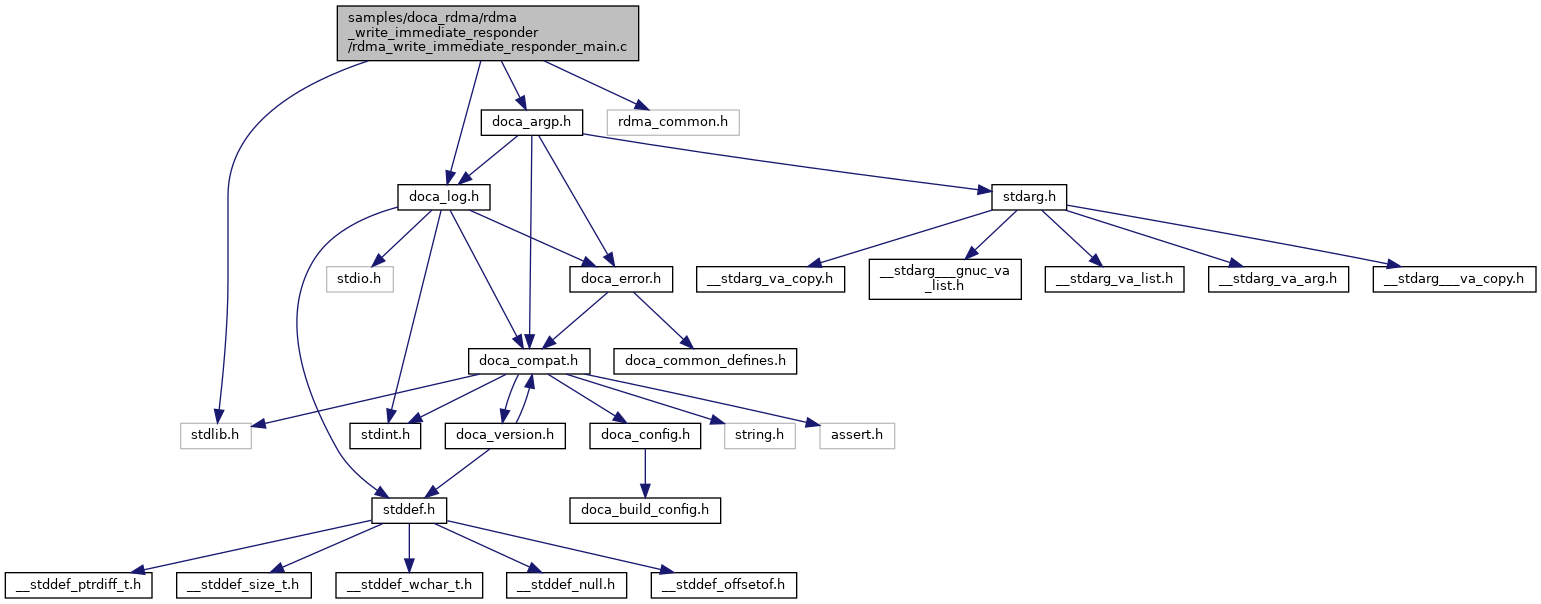 samples/doca_rdma/rdma
_write_immediate_responder
/rdma_write_immediate_responder_main.c
doca_argp.h
rdma_common.h
doca_log.h
stdarg.h
stdio.h
doca_error.h
__stdarg_va_copy.h
__stdarg___gnuc_va
_list.h
__stdarg_va_list.h
__stdarg_va_arg.h
__stdarg___va_copy.h
doca_compat.h
doca_common_defines.h
stdlib.h
stdint.h
doca_version.h
doca_config.h
string.h
assert.h
stddef.h
doca_build_config.h
__stddef_ptrdiff_t.h
__stddef_size_t.h
__stddef_wchar_t.h
__stddef_null.h
__stddef_offsetof.h